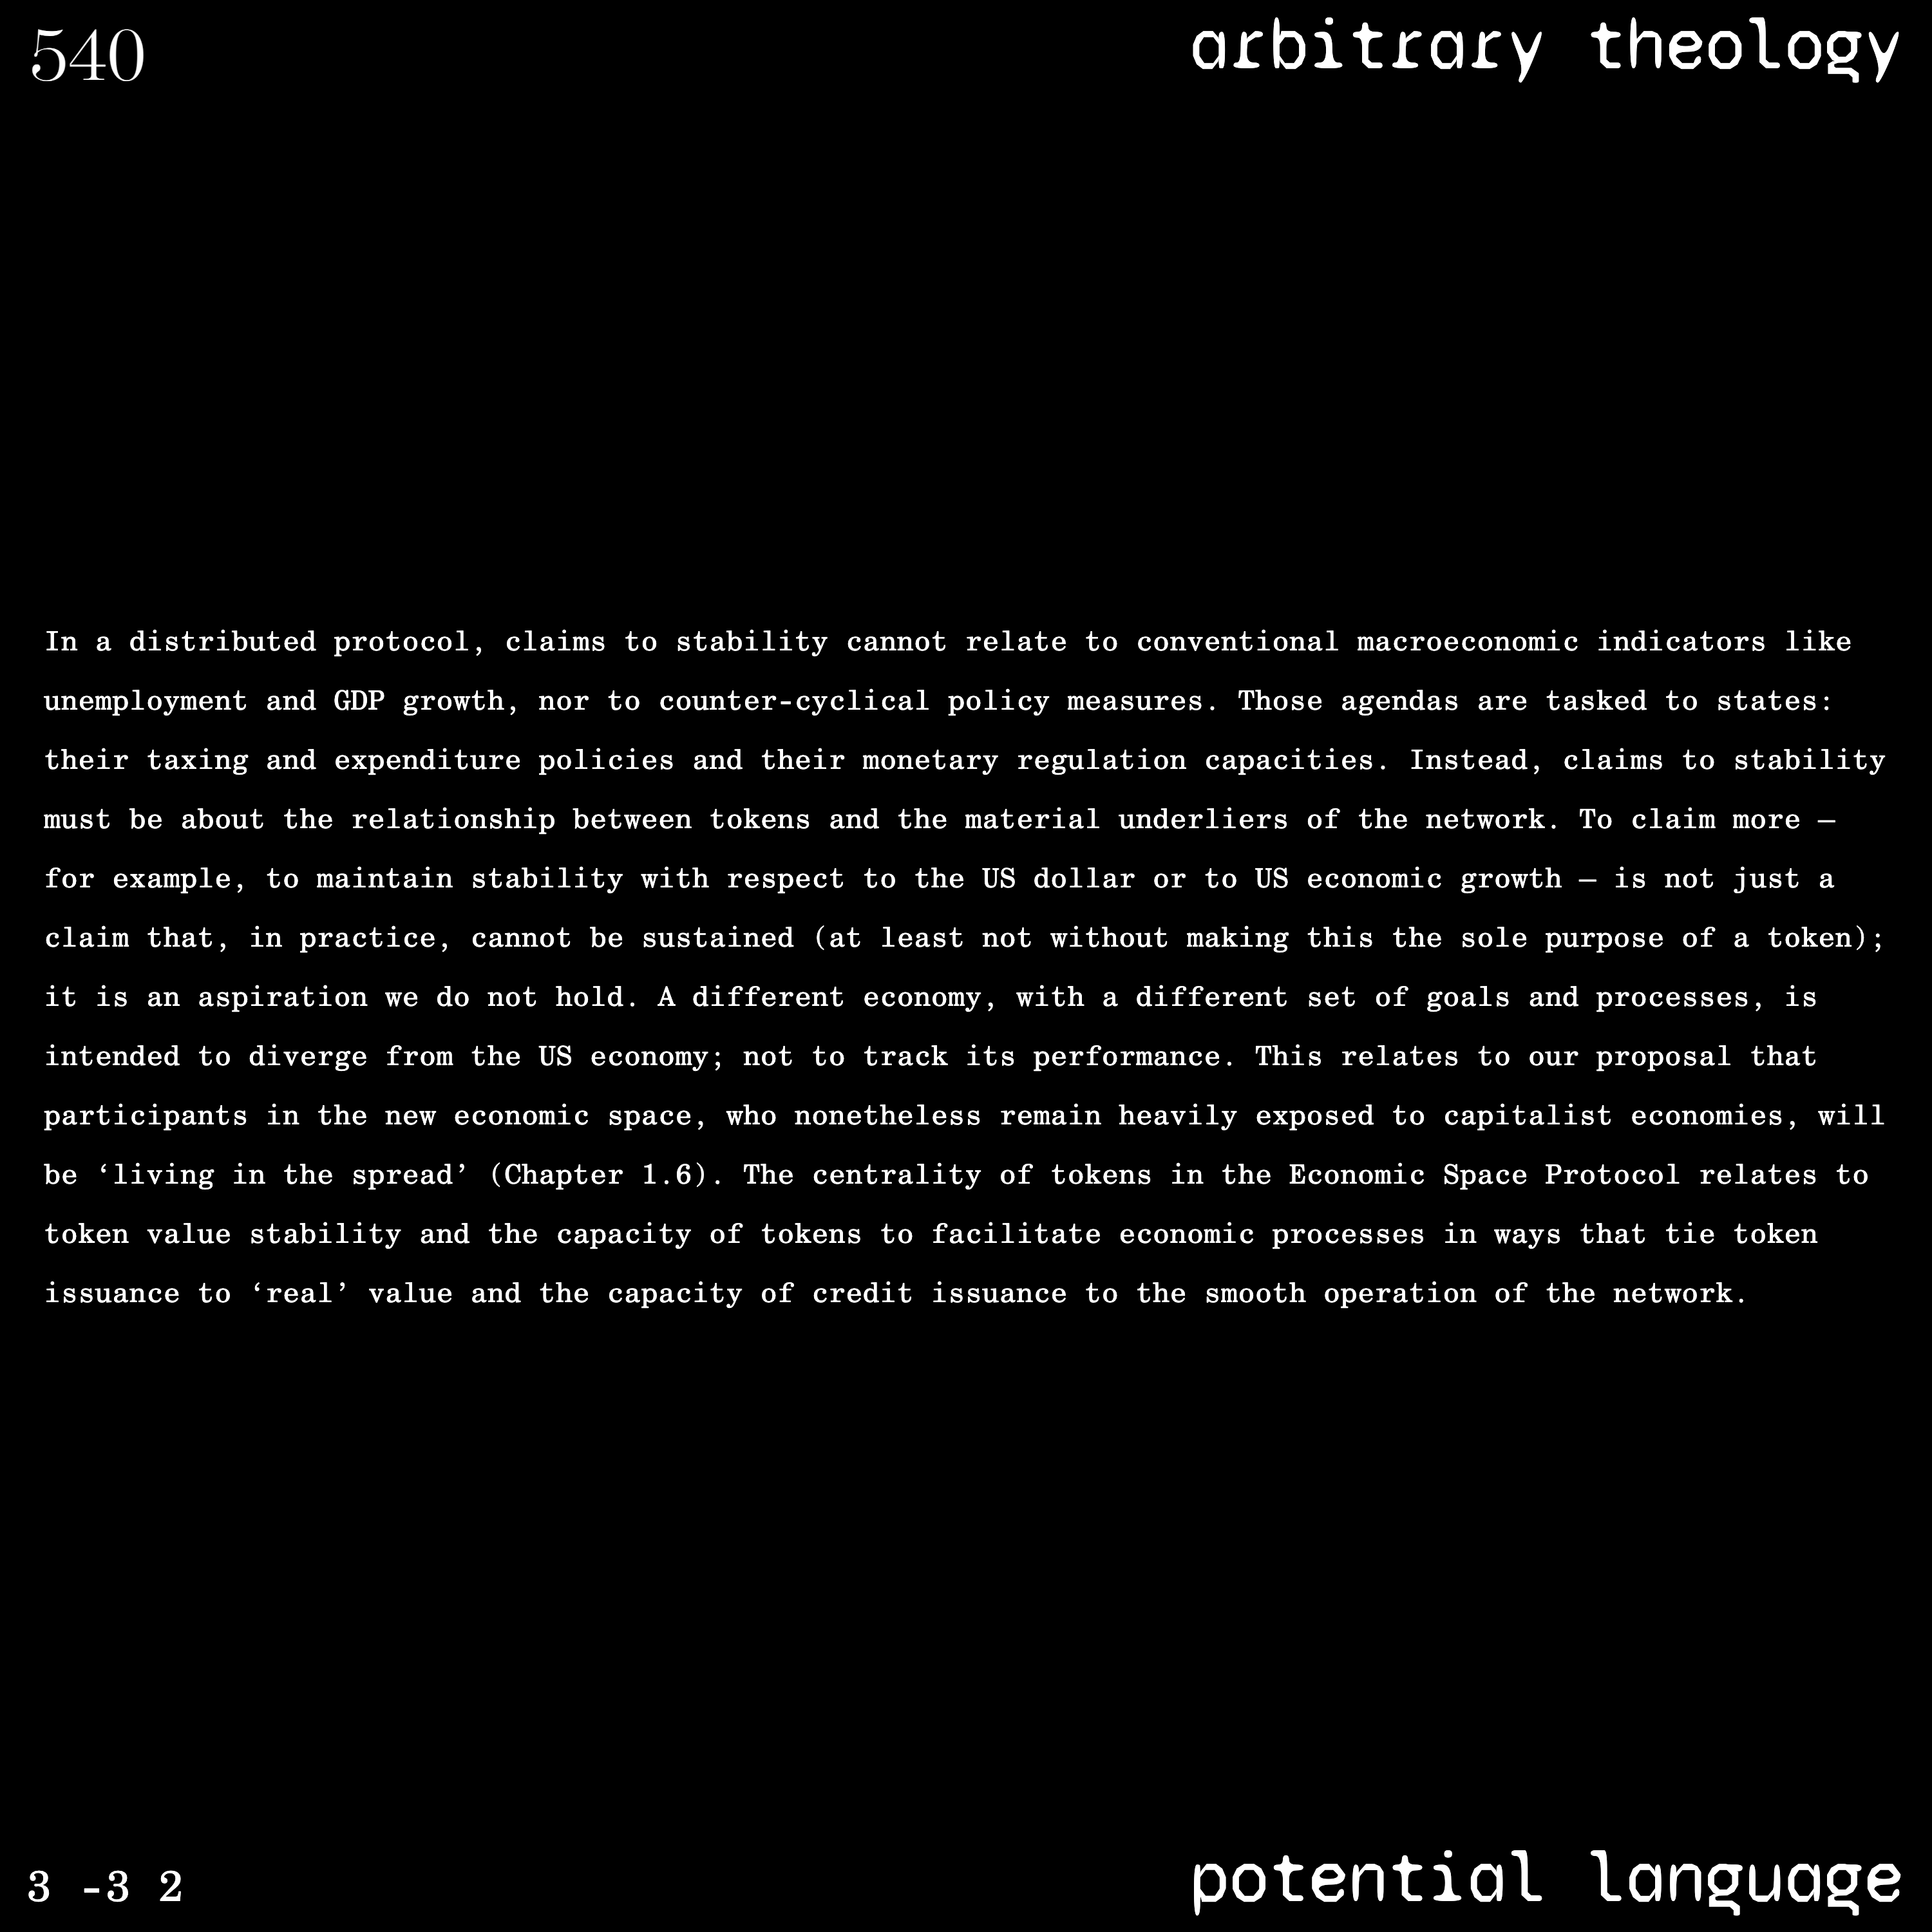 540
arbitrary theology
In a distributed protocol, claims to stability cannot relate to conventional macroeconomic indicators like
unemployment and GDP growth, nor to counter-cyclical policy measures. Those agendas are tasked to states:
their taxing and expenditure policies and their monetary regulation capacities. Instead, claims to stability
must be about the relationship between tokens and the material underliers of the network. To claim more –
for example, to maintain stability with respect to the US dollar or to US economic growth – is not just a
claim that, in practice, cannot be sustained (at least not without making this the sole purpose of a token);
it is an aspiration we do not hold. A different economy, with a different set of goals and processes, is
intended to diverge from the US economy; not to track its performance. This relates to our proposal that
participants in the new economic space, who nonetheless remain heavily exposed to capitalist economies, will
be ‘living in the spread’ (Chapter 1.6). The centrality of tokens in the Economic Space Protocol relates to
token value stability and the capacity of tokens to facilitate economic processes in ways that tie token
issuance to ‘real’ value and the capacity of credit issuance to the smooth operation of the network.
3 -3 2
potential language